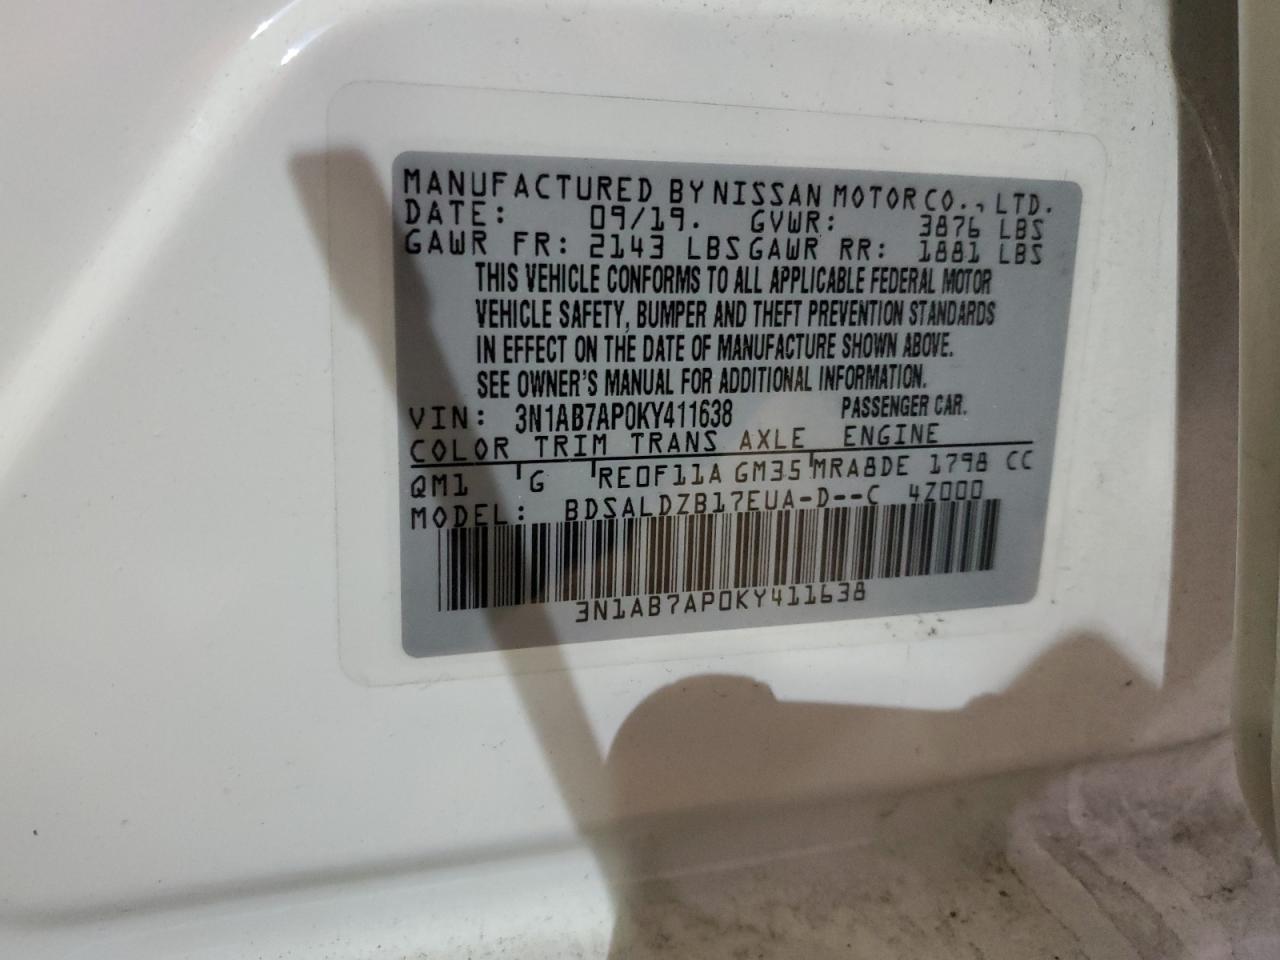 MANUFACTURED BY NISSAN MOTOR CO., LTD.
DATE: 09/19. GVWR: 3876 LBS
GAWR FR: 2143 LBS GAWR RR: 1881 LBS
THIS VEHICLE CONFORMS TO ALL APPLICABLE FEDERAL MOTOR
VEHICLE SAFETY, BUMPER AND THEFT PREVENTION STANDARDS
IN EFFECT ON THE DATE OF MANUFACTURE SHOWN ABOVE.
SEE OWNER'S MANUAL FOR ADDITIONAL INFORMATION.
VIN: 3N1AB7AP0KY411638 PASSENGER CAR.
COLOR TRIM TRANS AXLE ENGINE
QM1 G RE0F11A GM35 MRA8DE 1798 CC
MODEL: BDSALDZB17EUA-D--C 4Z000
3N1AB7AP0KY411638